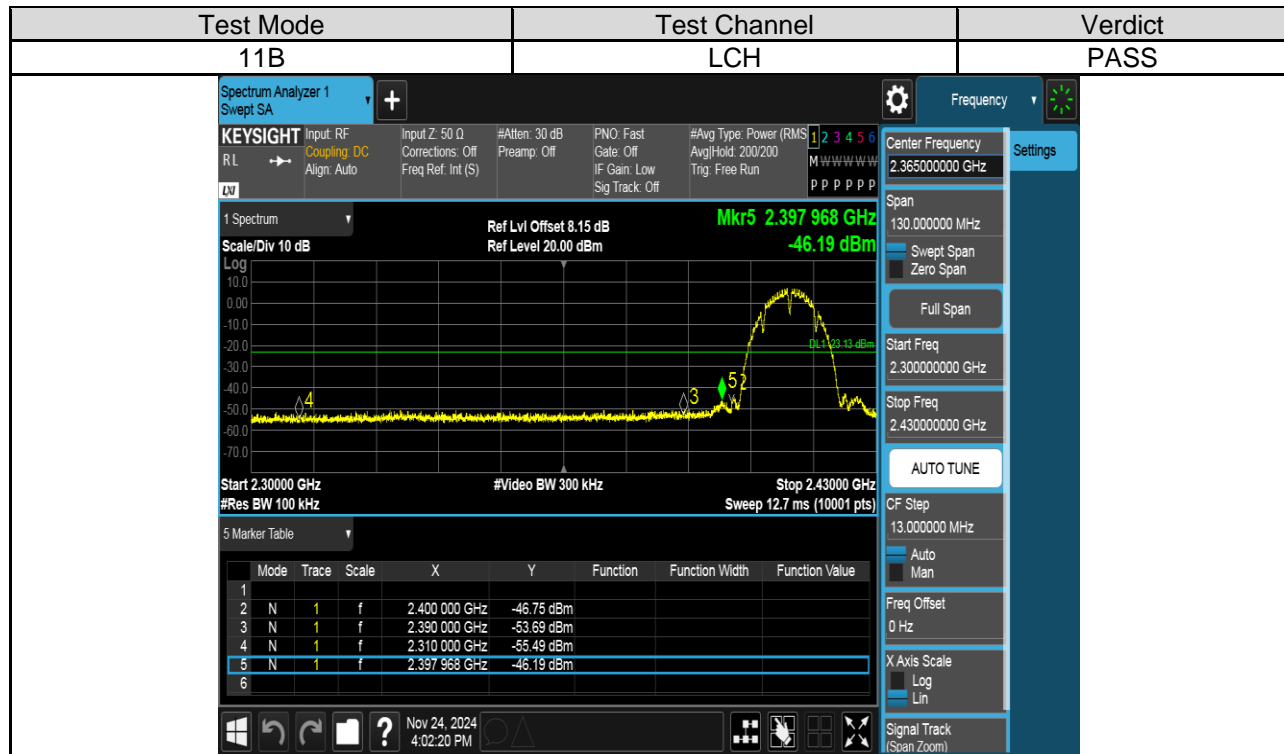 Test Mode Test Channel Verdict
11B LCH PASS
Spectrum Analyzer 1
Swept SA
Frequency
KEYSIGHT Input: RF Input Z: 50 Ω #Atten: 30 dB PNO: Fast #Avg Type: Power (RMS 1 2 3 4 5 6
RL Coupling: DC Corrections: Off Preamp: Off Gate: Off Avg|Hold: 200/200 M W W W W W
Align: Auto Freq Ref: Int (S) IF Gain: Low Trig: Free Run
Sig Track: Off P P P P P P
LXI
1 Spectrum
Ref Lvl Offset 8.15 dB Mkr5 2.397 968 GHz
Scale/Div 10 dB Ref Level 20.00 dBm -46.19 dBm
Log
10.0
0.00
-10.0
-20.0
DL1 -23.13 dBm
-30.0
-40.0
-50.0
-60.0
-70.0
4 3 5 2
Start 2.30000 GHz #Video BW 300 kHz Stop 2.43000 GHz
#Res BW 100 kHz Sweep 12.7 ms (10001 pts)
5 Marker Table
Mode Trace Scale X Y Function Function Width Function Value
1
2 N 1 f 2.400 000 GHz -46.75 dBm
3 N 1 f 2.390 000 GHz -53.69 dBm
4 N 1 f 2.310 000 GHz -55.49 dBm
5 N 1 f 2.397 968 GHz -46.19 dBm
6
Nov 24, 2024
4:02:20 PM
Center Frequency
2.365000000 GHz
Settings
Span
130.000000 MHz
Swept Span
Zero Span
Full Span
Start Freq
2.300000000 GHz
Stop Freq
2.430000000 GHz
AUTO TUNE
CF Step
13.000000 MHz
Auto
Man
Freq Offset
0 Hz
X Axis Scale
Log
Lin
Signal Track
(Span Zoom)